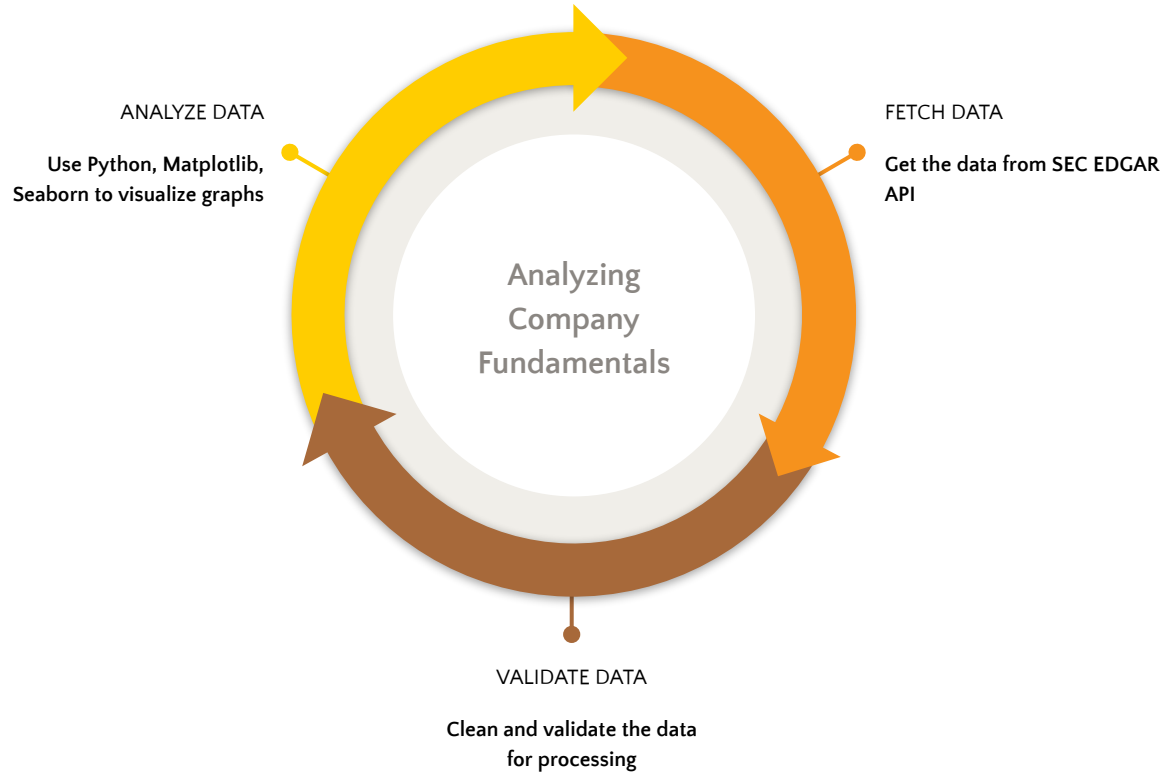 ANALYZE DATA
Use Python, Matplotlib,
Seaborn to visualize graphs
FETCH DATA
Get the data from SEC EDGAR
API
Analyzing
Company
Fundamentals
VALIDATE DATA
Clean and validate the data
for processing